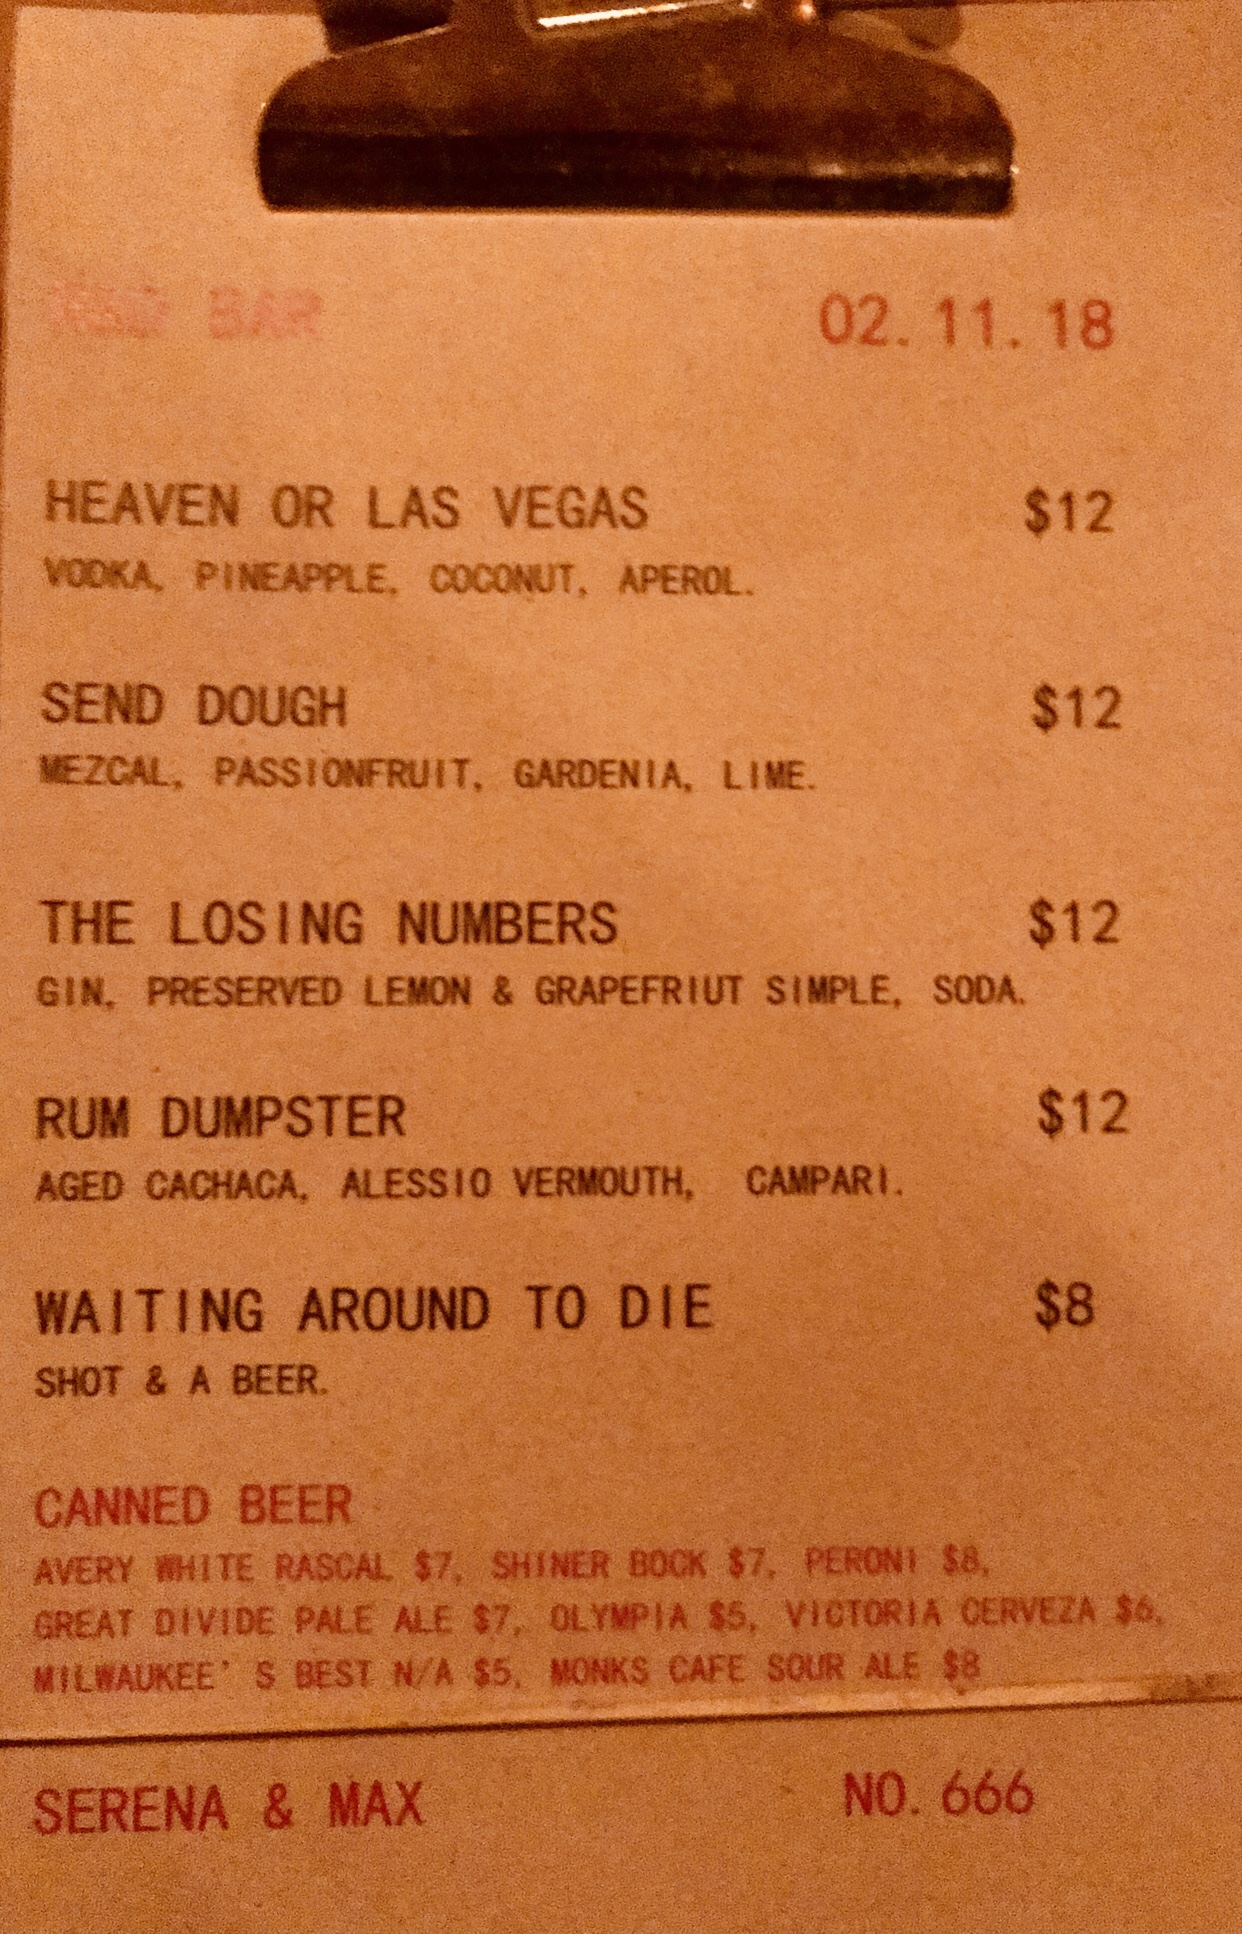 BAR 02.11.18
HEAVEN OR LAS VEGAS $12
VODKA, PINEAPPLE, COCONUT, APEROL.
SEND DOUGH $12
MEZCAL, PASSIONFRUIT, GARDENIA, LIME.
THE LOSING NUMBERS $12
GIN, PRESERVED LEMON & GRAPEFRIUT SIMPLE, SODA.
RUM DUMPSTER $12
AGED CACHACA, ALESSIO VERMOUTH, CAMPARI.
WAITING AROUND TO DIE $8
SHOT & A BEER.
CANNED BEER
AVERY WHITE RASCAL $7, SHINER BOCK $7, PERONI $8,
GREAT DIVIDE PALE ALE $7, OLYMPIA $5, VICTORIA CERVEZA $6,
MILWAUKEE'S BEST N/A $5, MONKS CAFE SOUR ALE $8
SERENA & MAX NO. 666